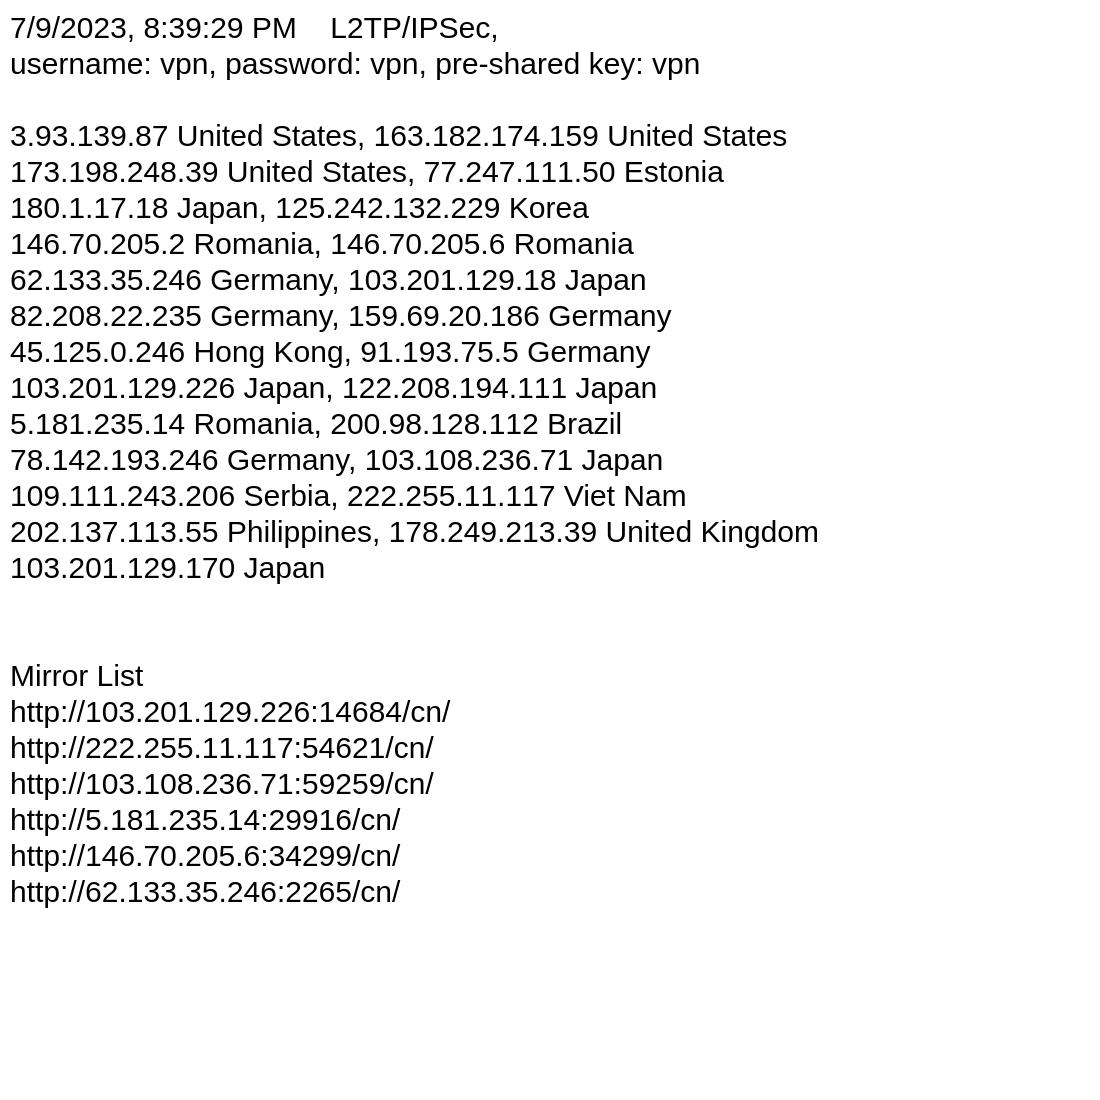 7/9/2023, 8:39:29 PM    L2TP/IPSec,
username: vpn, password: vpn, pre-shared key: vpn
3.93.139.87 United States, 163.182.174.159 United States
173.198.248.39 United States, 77.247.111.50 Estonia
180.1.17.18 Japan, 125.242.132.229 Korea
146.70.205.2 Romania, 146.70.205.6 Romania
62.133.35.246 Germany, 103.201.129.18 Japan
82.208.22.235 Germany, 159.69.20.186 Germany
45.125.0.246 Hong Kong, 91.193.75.5 Germany
103.201.129.226 Japan, 122.208.194.111 Japan
5.181.235.14 Romania, 200.98.128.112 Brazil
78.142.193.246 Germany, 103.108.236.71 Japan
109.111.243.206 Serbia, 222.255.11.117 Viet Nam
202.137.113.55 Philippines, 178.249.213.39 United Kingdom
103.201.129.170 Japan
Mirror List
http://103.201.129.226:14684/cn/
http://222.255.11.117:54621/cn/
http://103.108.236.71:59259/cn/
http://5.181.235.14:29916/cn/
http://146.70.205.6:34299/cn/
http://62.133.35.246:2265/cn/